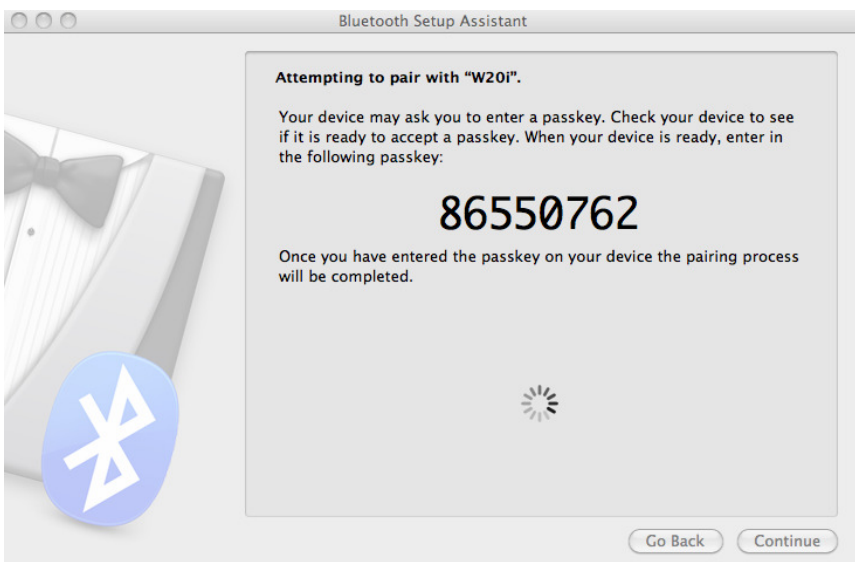 Bluetooth Setup Assistant
Attempting to pair with “W20i”.
Your device may ask you to enter a passkey. Check your device to see
if it is ready to accept a passkey. When your device is ready, enter in
the following passkey:
86550762
Once you have entered the passkey on your device the pairing process
will be completed.
Go Back
Continue